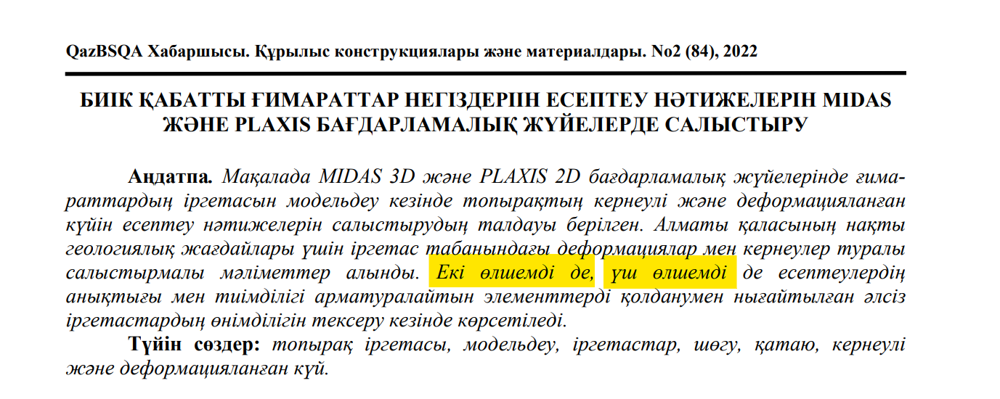 QazBSQA Хабаршысы. Құрылыс конструкциялары және материалдары. No2 (84), 2022
БИІК ҚАБАТТЫ ҒИМАРАТТАР НЕГІЗДЕРІІН ЕСЕПТЕУ НӘТИЖЕЛЕРІН MIDAS
ЖӘНЕ PLAXIS БАҒДАРЛАМАЛЫҚ ЖҮЙЕЛЕРДЕ САЛЫСТЫРУ
Аңдатпа. Мақалада MIDAS 3D және PLAXIS 2D бағдарламалық жүйелерінде ғима-
раттардың іргетасын модельдеу кезінде топырақтың кернеулі және деформацияланған
күйін есептеу нәтижелерін салыстырудың талдауы берілген. Алматы қаласының нақты
геологиялық жағдайлары үшін іргетас табанындағы деформациялар мен кернеулер туралы
салыстырмалы мәліметтер алынды. Екі өлшемді де, үш өлшемді де есептеулердің
анықтығы мен тиімділігі арматуралайтын элементтерді қолданумен нығайтылған әлсіз
іргетастардың өнімділігін тексеру кезінде көрсетіледі.
Түйін сөздер: топырақ іргетасы, модельдеу, іргетастар, шөгу, қатаю, кернеулі
және деформацияланған күй.